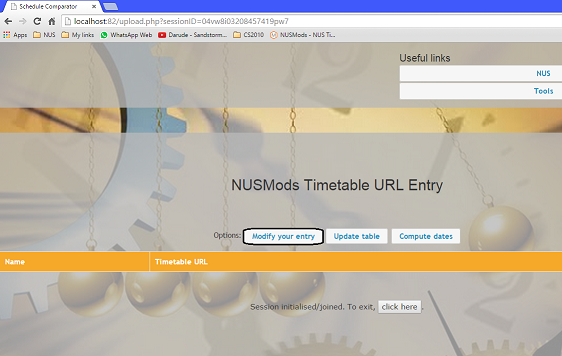 Schedule Comparator
localhost:82/upload.php?sessionID=04vw8i03208457419pw7
Apps NUS My links WhatsApp Web Darude - Sandstorm... CS2010 NUSMods - NUS Ti...
Useful links
NUS
Tools
NUSMods Timetable URL Entry
Options: Modify your entry Update table Compute dates
Name Timetable URL
Session initialised/joined. To exit, click here .